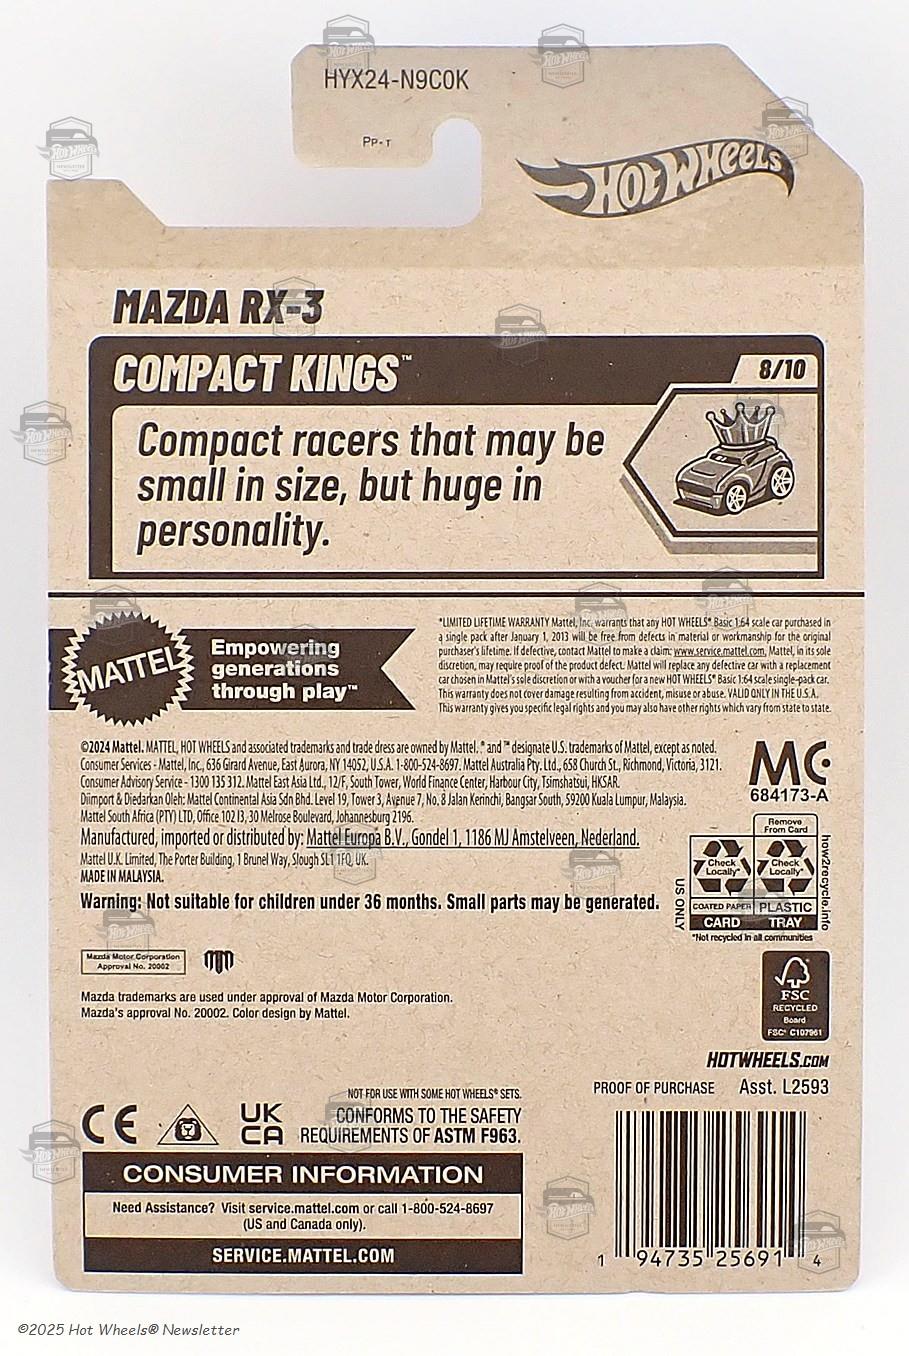 HYX24-N9C0K
PP-T
HOT WHEELS
MAZDA RX-3
COMPACT KINGS™
8/10
Compact racers that may be
small in size, but huge in
personality.
MATTEL
Empowering
generations
through play™
*LIMITED LIFETIME WARRANTY Mattel, Inc. warrants that any HOT WHEELS® Basic 1:64 scale car purchased in
a single pack after January 1, 2013 will be free from defects in material or workmanship for the original
purchaser's lifetime. If defective, contact Mattel to make a claim: www.service.mattel.com. Mattel, in its sole
discretion, may require proof of the product defect. Mattel will replace any defective car with a replacement
car chosen in Mattel's sole discretion or with a voucher for a new HOT WHEELS® Basic 1:64 scale single-pack car.
This warranty does not cover damage resulting from accident, misuse or abuse. VALID ONLY IN THE U.S.A.
This warranty gives you specific legal rights and you may also have other rights which vary from state to state.
©2024 Mattel. MATTEL, HOT WHEELS and associated trademarks and trade dress are owned by Mattel. ® and ™ designate U.S. trademarks of Mattel, except as noted.
Consumer Services - Mattel, Inc., 636 Girard Avenue, East Aurora, NY 14052, U.S.A. 1-800-524-8697. Mattel Australia Pty. Ltd., 658 Church St., Richmond, Victoria, 3121.
Consumer Advisory Service - 1300 135 312. Mattel East Asia Ltd., 12/F, South Tower, World Finance Center, Harbour City, Tsimshatsui, HKSAR.
Diimport & Diedarkan Oleh: Mattel Continental Asia Sdn Bhd. Level 19, Tower 3, Avenue 7, No. 8 Jalan Kerinchi, Bangsar South, 59200 Kuala Lumpur, Malaysia.
Mattel South Africa (PTY) LTD, Office 102 I3, 30 Melrose Boulevard, Johannesburg 2196.
Manufactured, imported or distributed by: Mattel Europa B.V., Gondel 1, 1186 MJ Amstelveen, Nederland.
Mattel U.K. Limited, The Porter Building, 1 Brunel Way, Slough SL1 1FQ, UK.
MADE IN MALAYSIA.
Warning: Not suitable for children under 36 months. Small parts may be generated.
MC
684173-A
Remove
From Card
Check
Locally*
Check
Locally*
COATED PAPER
PLASTIC
CARD
TRAY
US ONLY
how2recycle.info
*Not recycled in all communities
Mazda Motor Corporation
Approval No. 20002
Mazda trademarks are used under approval of Mazda Motor Corporation.
Mazda's approval No. 20002. Color design by Mattel.
FSC
RECYCLED
Board
FSC® C107961
HOTWHEELS.COM
PROOF OF PURCHASE Asst. L2593
NOT FOR USE WITH SOME HOT WHEELS® SETS.
CE
UK
CA
CONFORMS TO THE SAFETY
REQUIREMENTS OF ASTM F963.
CONSUMER INFORMATION
Need Assistance? Visit service.mattel.com or call 1-800-524-8697
(US and Canada only).
SERVICE.MATTEL.COM
1 94735 25691 4
©2025 Hot Wheels® Newsletter